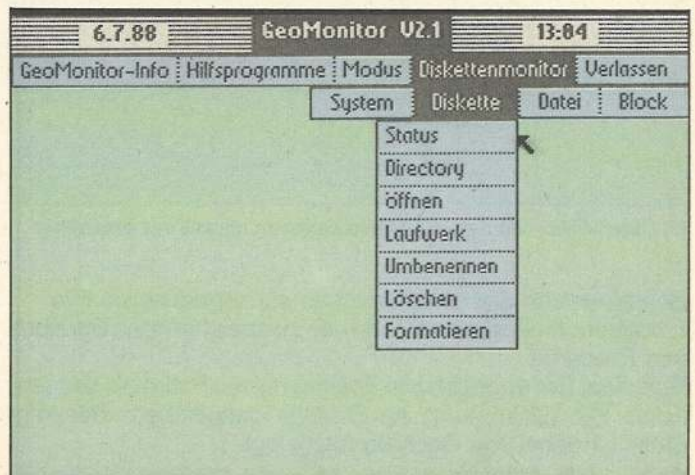 6.7.88 GeoMonitor V2.1 13:04
GeoMonitor-Info Hilfsprogramme Modus Diskettenmonitor Verlassen
System Diskette Datei Block
Status
Directory
öffnen
Laufwerk
Umbenennen
Löschen
Formatieren